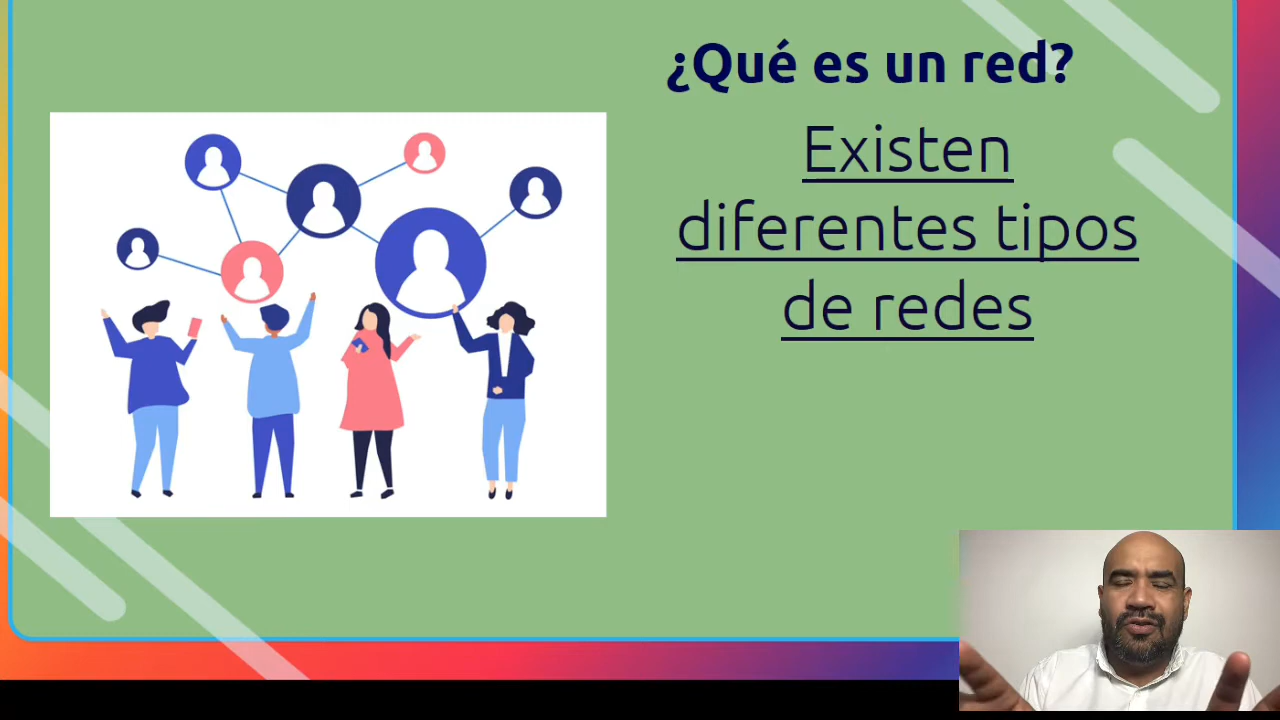 ¿Qué es un red?
Existen
diferentes tipos
de redes